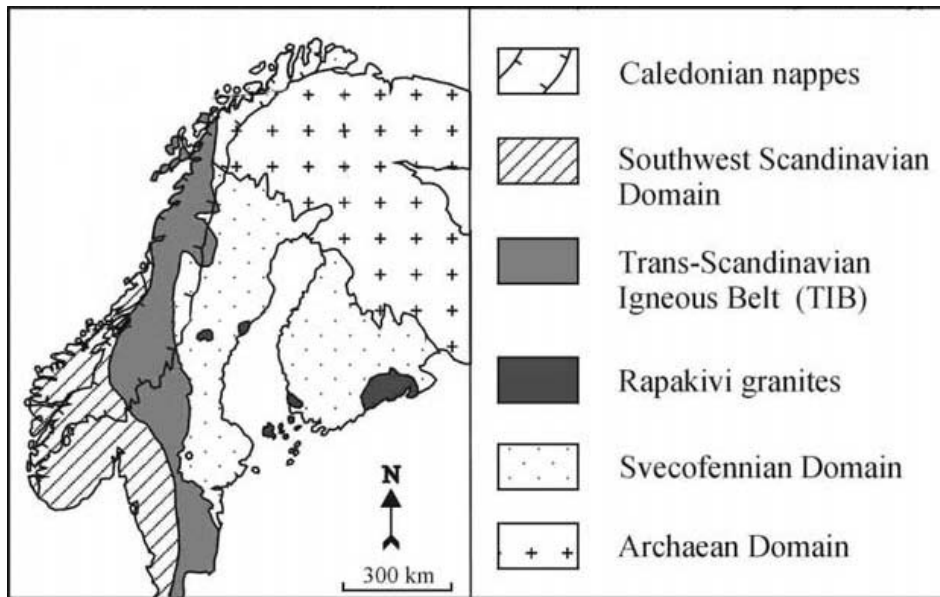 Caledonian nappes
Southwest Scandinavian
Domain
Trans-Scandinavian
Igneous Belt (TIB)
Rapakivi granites
Svecofennian Domain
Archaean Domain
N
300 km